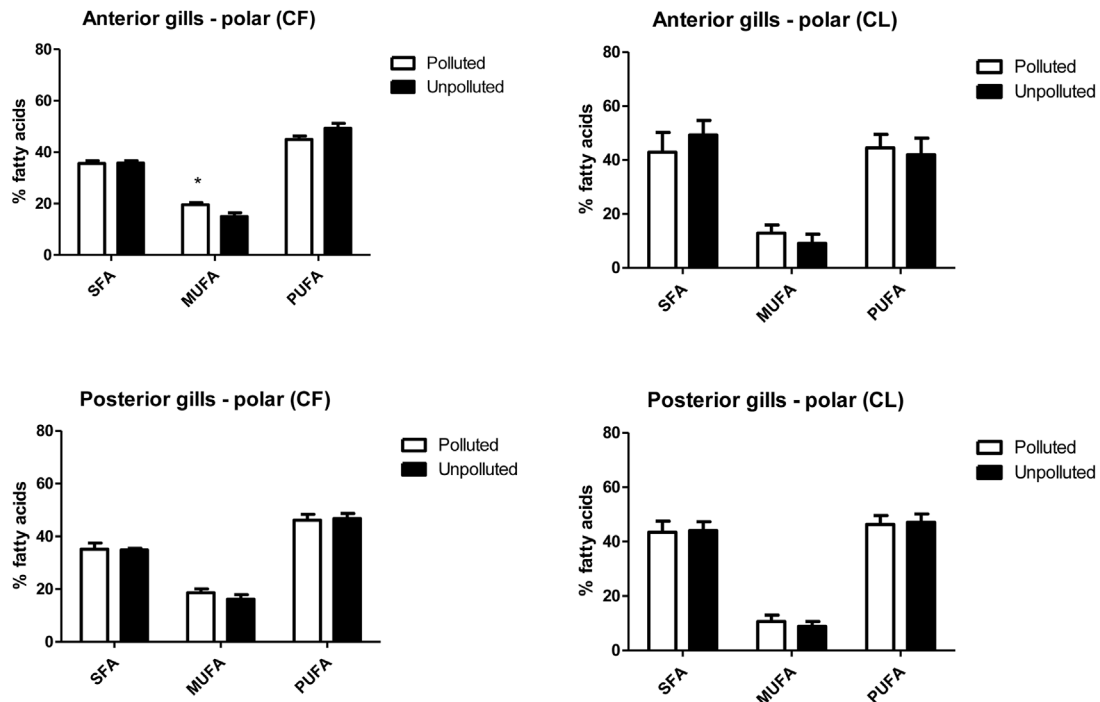 Anterior gills - polar (CF)
80
60
40
20
0
% fatty acids
*
SFA
MUFA
PUFA
Polluted
Unpolluted
Anterior gills - polar (CL)
80
60
40
20
0
% fatty acids
SFA
MUFA
PUFA
Polluted
Unpolluted
Posterior gills - polar (CF)
80
60
40
20
0
% fatty acids
SFA
MUFA
PUFA
Polluted
Unpolluted
Posterior gills - polar (CL)
80
60
40
20
0
% fatty acids
SFA
MUFA
PUFA
Polluted
Unpolluted